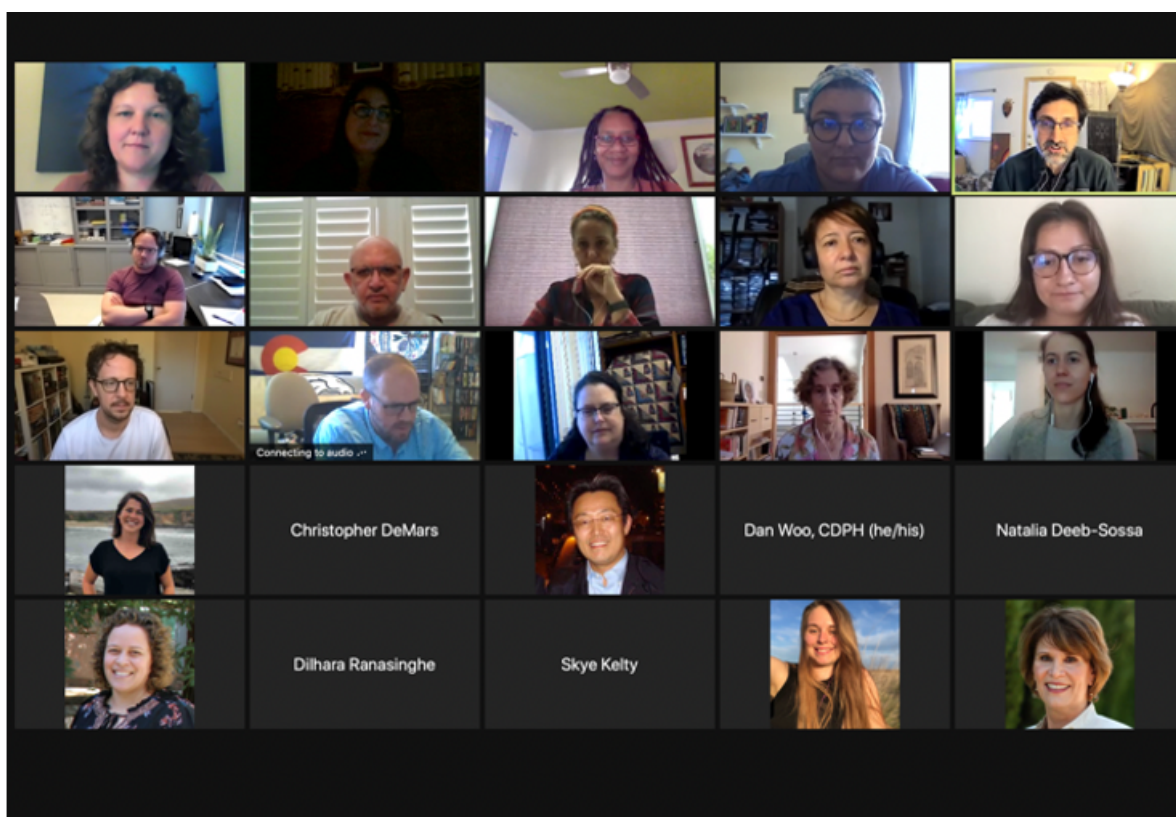 Connecting to audio ...
Christopher DeMars
Dan Woo, CDPH (he/his)
Natalia Deeb-Sossa
Dilhara Ranasinghe
Skye Kelty